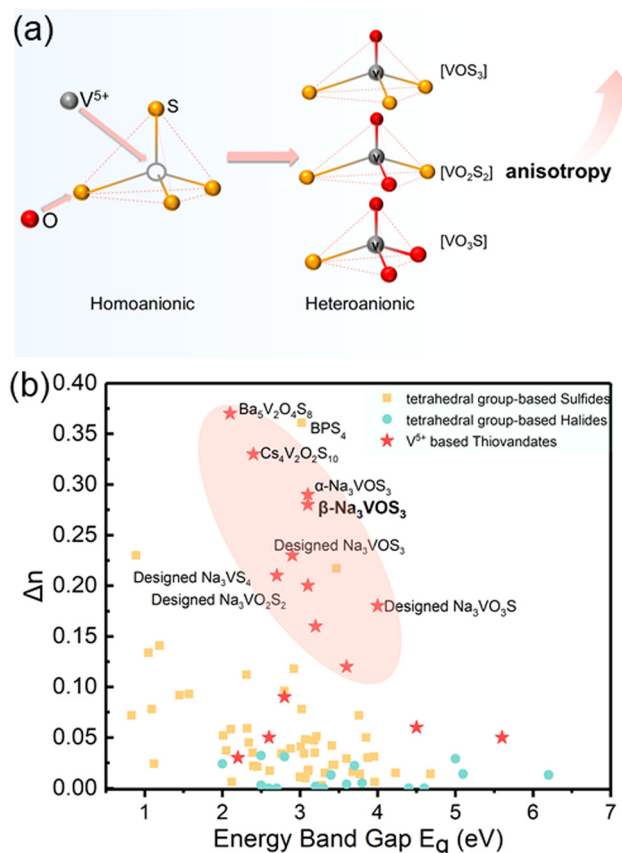 (a)
V⁵⁺
S
O
Homoanionic
V
[VOS₃]
V
[VO₂S₂]
anisotropy
V
[VO₃S]
Heteroanionic
(b)
0.40
0.35
0.30
0.25
0.20
0.15
0.10
0.05
0.00
Δn
tetrahedral group-based Sulfides
tetrahedral group-based Halides
V⁵⁺ based Thiovandates
Ba₅V₂O₄S₈
BPS₄
Cs₄V₂O₂S₁₀
α-Na₃VOS₃
β-Na₃VOS₃
Designed Na₃VOS₃
Designed Na₃VS₄
Designed Na₃VO₂S₂
Designed Na₃VO₃S
1 2 3 4 5 6 7
Energy Band Gap E_g (eV)